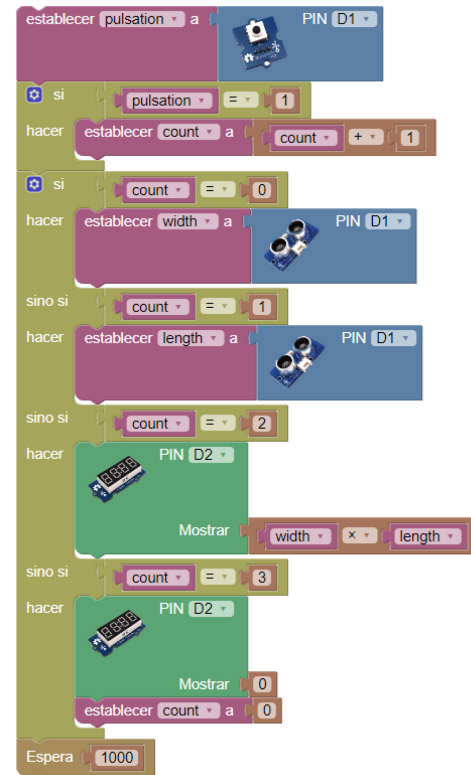 establecer pulsation a PIN D1
si pulsation = 1
hacer establecer count a count + 1
si count = 0
hacer establecer width a PIN D1
sino si count = 1
hacer establecer length a PIN D1
sino si count = 2
hacer PIN D2
Mostrar width × length
sino si count = 3
hacer PIN D2
Mostrar 0
establecer count a 0
Espera 1000